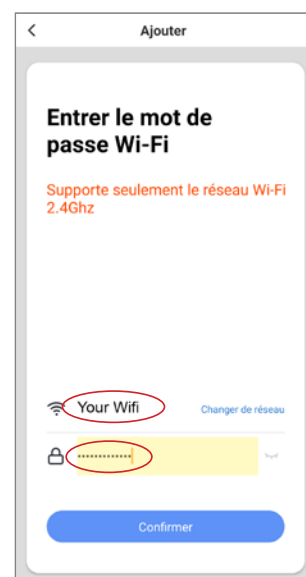 Ajouter
Entrer le mot de
passe Wi-Fi
Supporte seulement le réseau Wi-Fi
2.4Ghz
Your Wifi
Changer de réseau
•••••••••••••
Confirmer